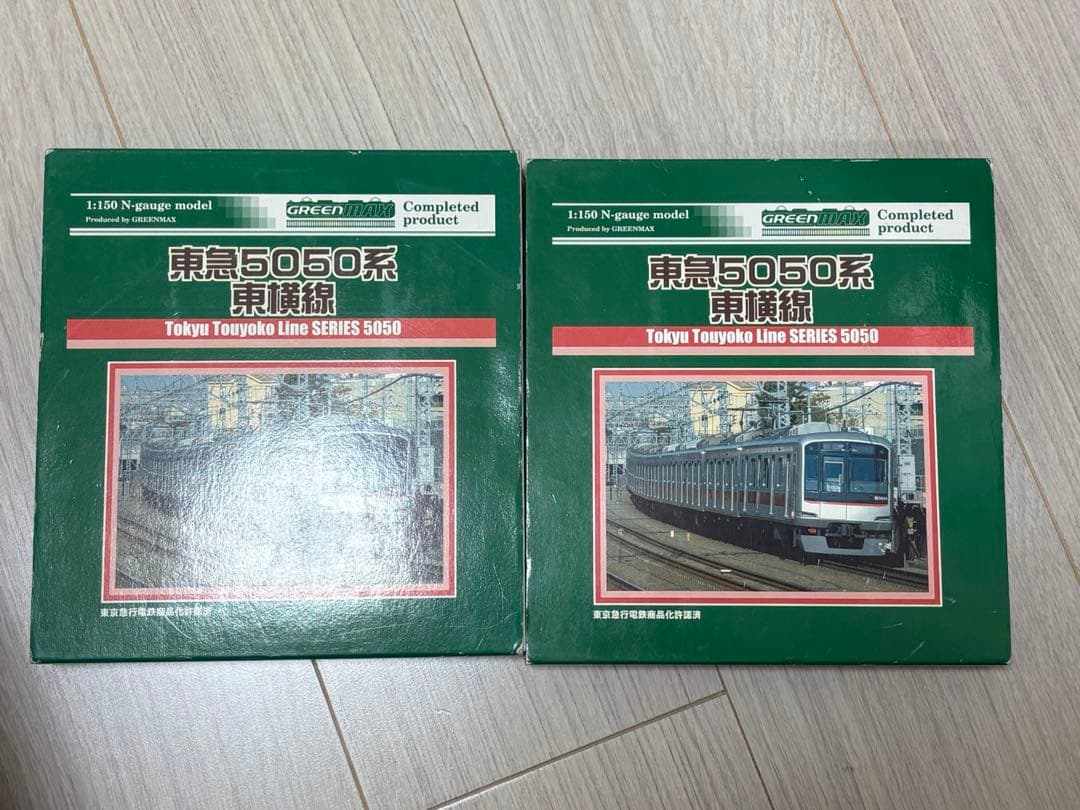 1:150 N-gauge model
Produced by GREENMAX
GREENMAX
Completed
product
東急5050系
東横線
Tokyu Touyoko Line SERIES 5050
東京急行電鉄商品化許諾済
1:150 N-gauge model
Produced by GREENMAX
GREENMAX
Completed
product
東急5050系
東横線
Tokyu Touyoko Line SERIES 5050
東京急行電鉄商品化許諾済